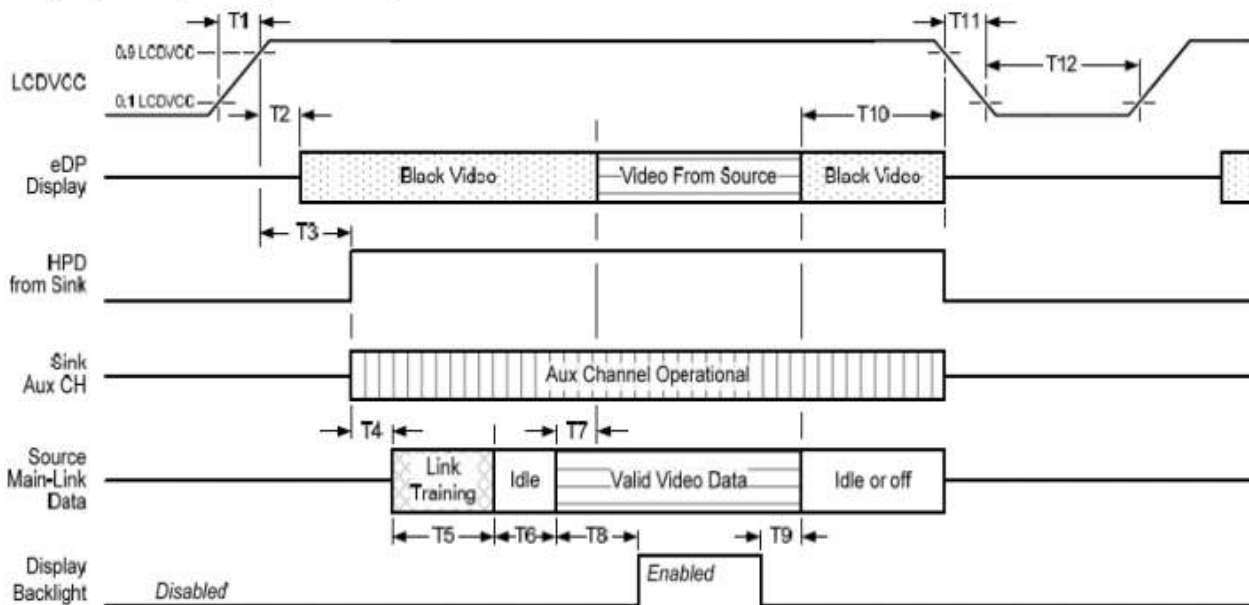 T1
T11
0.9 LCDVCC
LCDVCC
T12
0.1 LCDVCC
T2
T10
eDP
Display
Black Video
Video From Source
Black Video
T3
HPD
from Sink
Sink
Aux CH
Aux Channel Operational
T4
T7
Source
Main-Link
Data
Link
Training
Idle
Valid Video Data
Idle or off
T5
T6
T8
T9
Display
Backlight
Disabled
Enabled